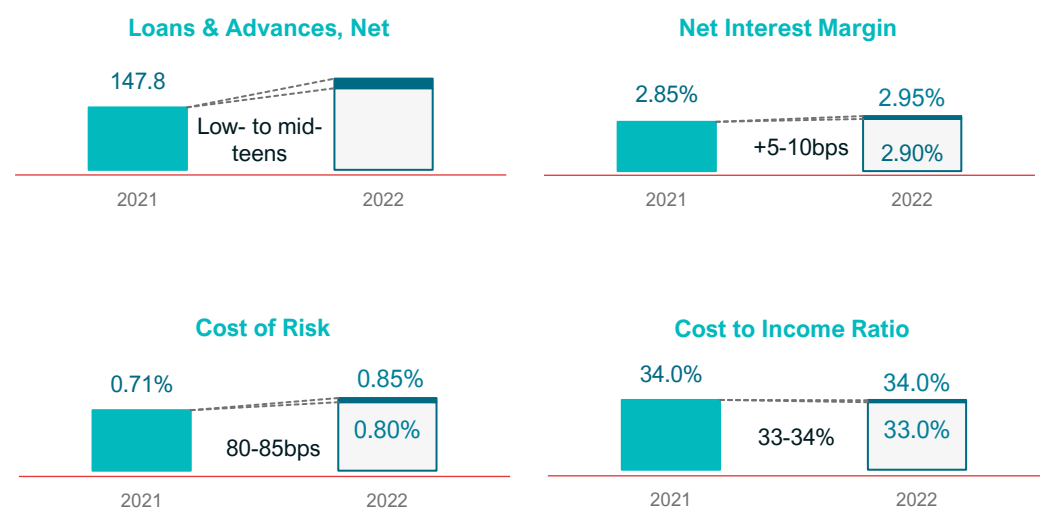 Loans & Advances, Net
147.8
Low- to mid-
teens
2021
2022
Net Interest Margin
2.85%
2.95%
+5-10bps
2.90%
2021
2022
Cost of Risk
0.71%
0.85%
80-85bps
0.80%
2021
2022
Cost to Income Ratio
34.0%
34.0%
33-34%
33.0%
2021
2022